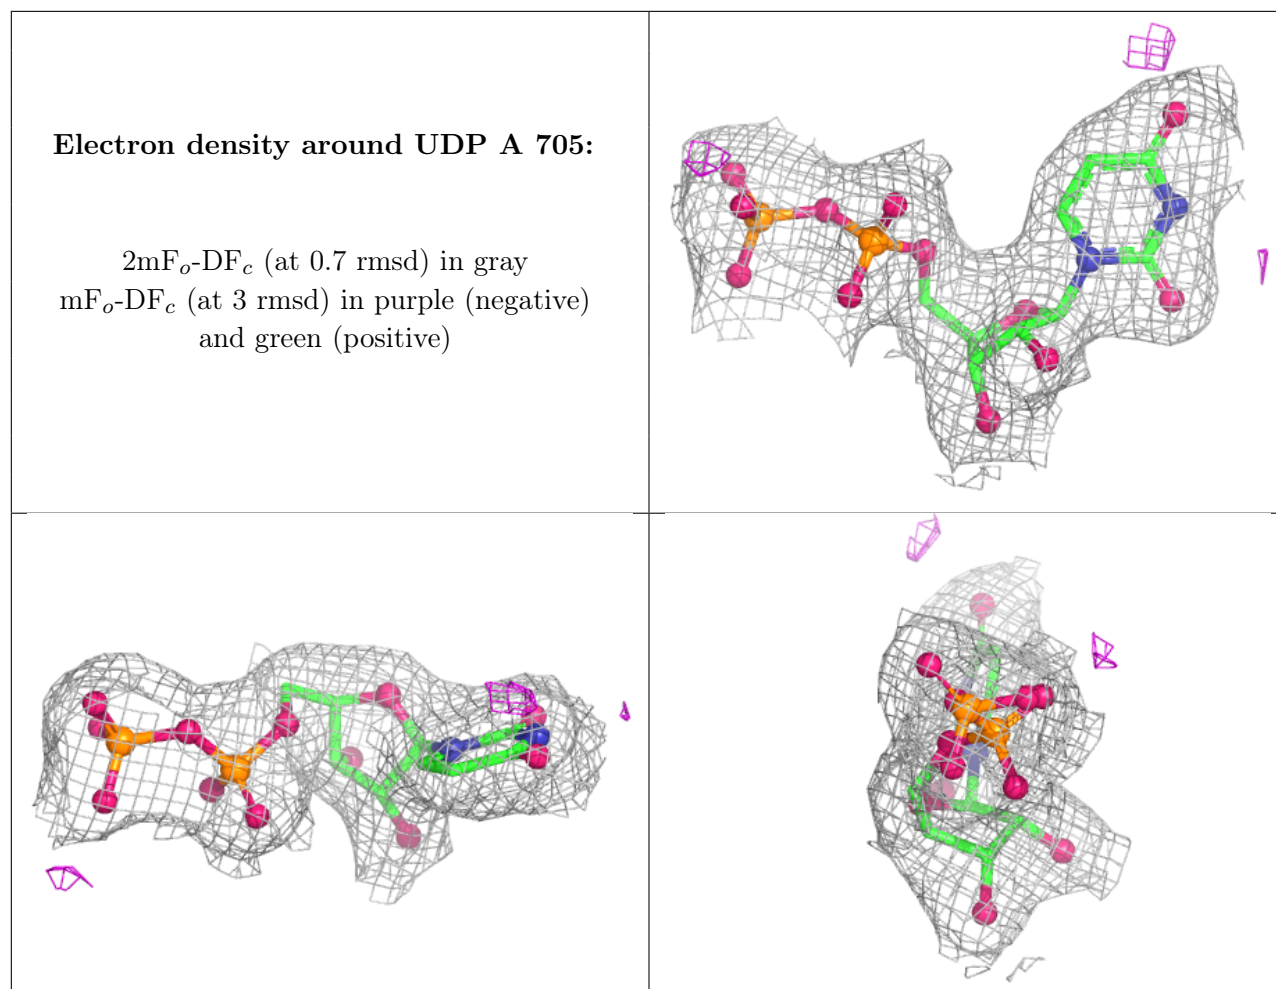 Electron density around UDP A 705:
2mFo-DFc (at 0.7 rmsd) in gray
mFo-DFc (at 3 rmsd) in purple (negative)
and green (positive)